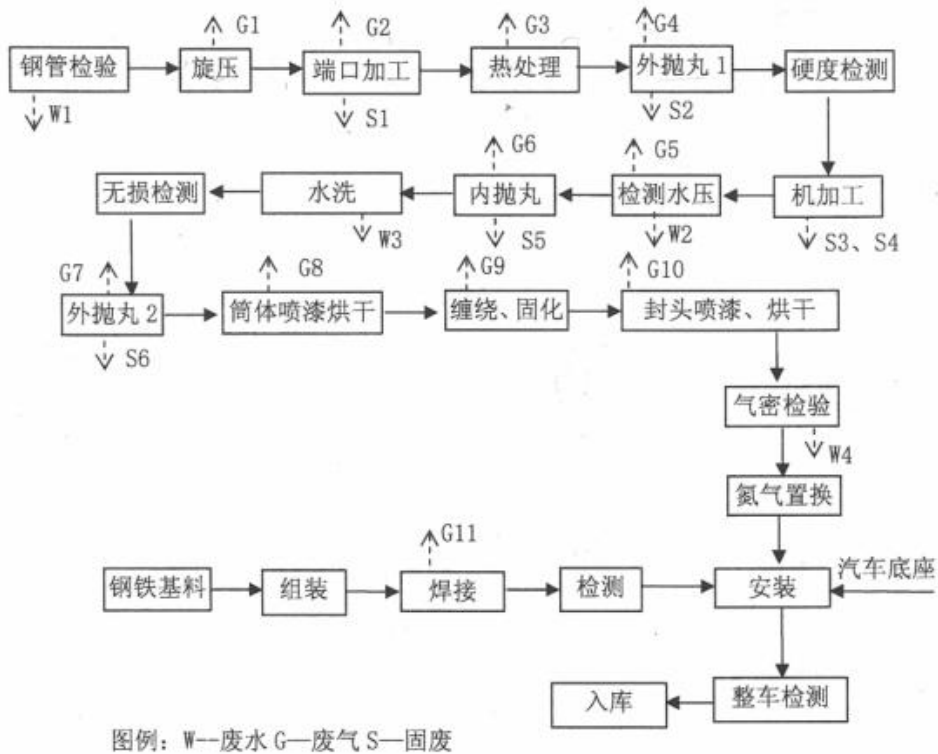 G1 G2 G3 G4
钢管检验 旋压 端口加工 热处理 外抛丸1 硬度检测
W1 S1 S2
G6 G5
无损检测 水洗 内抛丸 检测水压 机加工
W3 S5 W2 S3、S4
G7 G8 G9 G10
外抛丸2 筒体喷漆烘干 缠绕、固化 封头喷漆、烘干
S6
气密检验
W4
氮气置换
G11
钢铁基料 组装 焊接 检测 安装 汽车底座
入库 整车检测
图例：W--废水 G—废气 S—固废